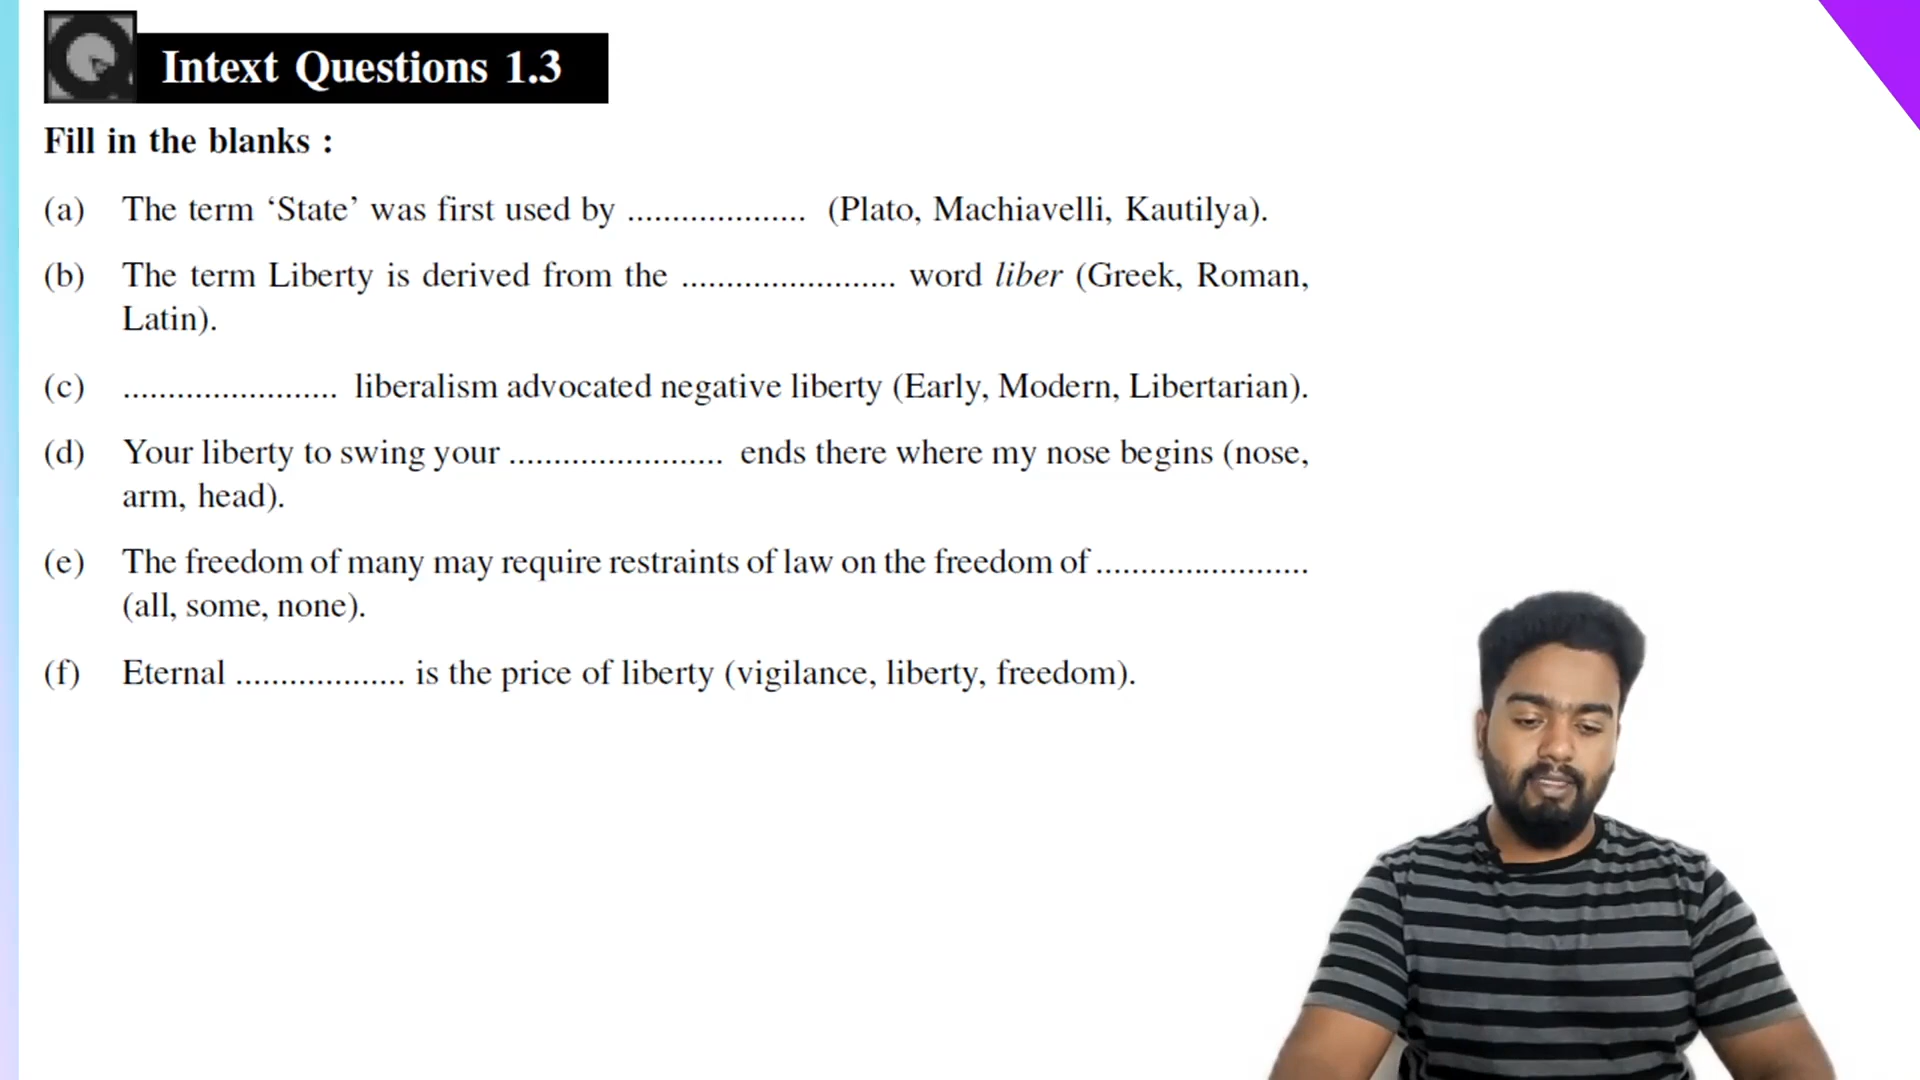 Intext Questions 1.3
Fill in the blanks :
(a) The term ‘State’ was first used by .................... (Plato, Machiavelli, Kautilya).
(b) The term Liberty is derived from the ........................ word liber (Greek, Roman,
Latin).
(c) ........................ liberalism advocated negative liberty (Early, Modern, Libertarian).
(d) Your liberty to swing your ........................ ends there where my nose begins (nose,
arm, head).
(e) The freedom of many may require restraints of law on the freedom of ........................
(all, some, none).
(f) Eternal ................... is the price of liberty (vigilance, liberty, freedom).